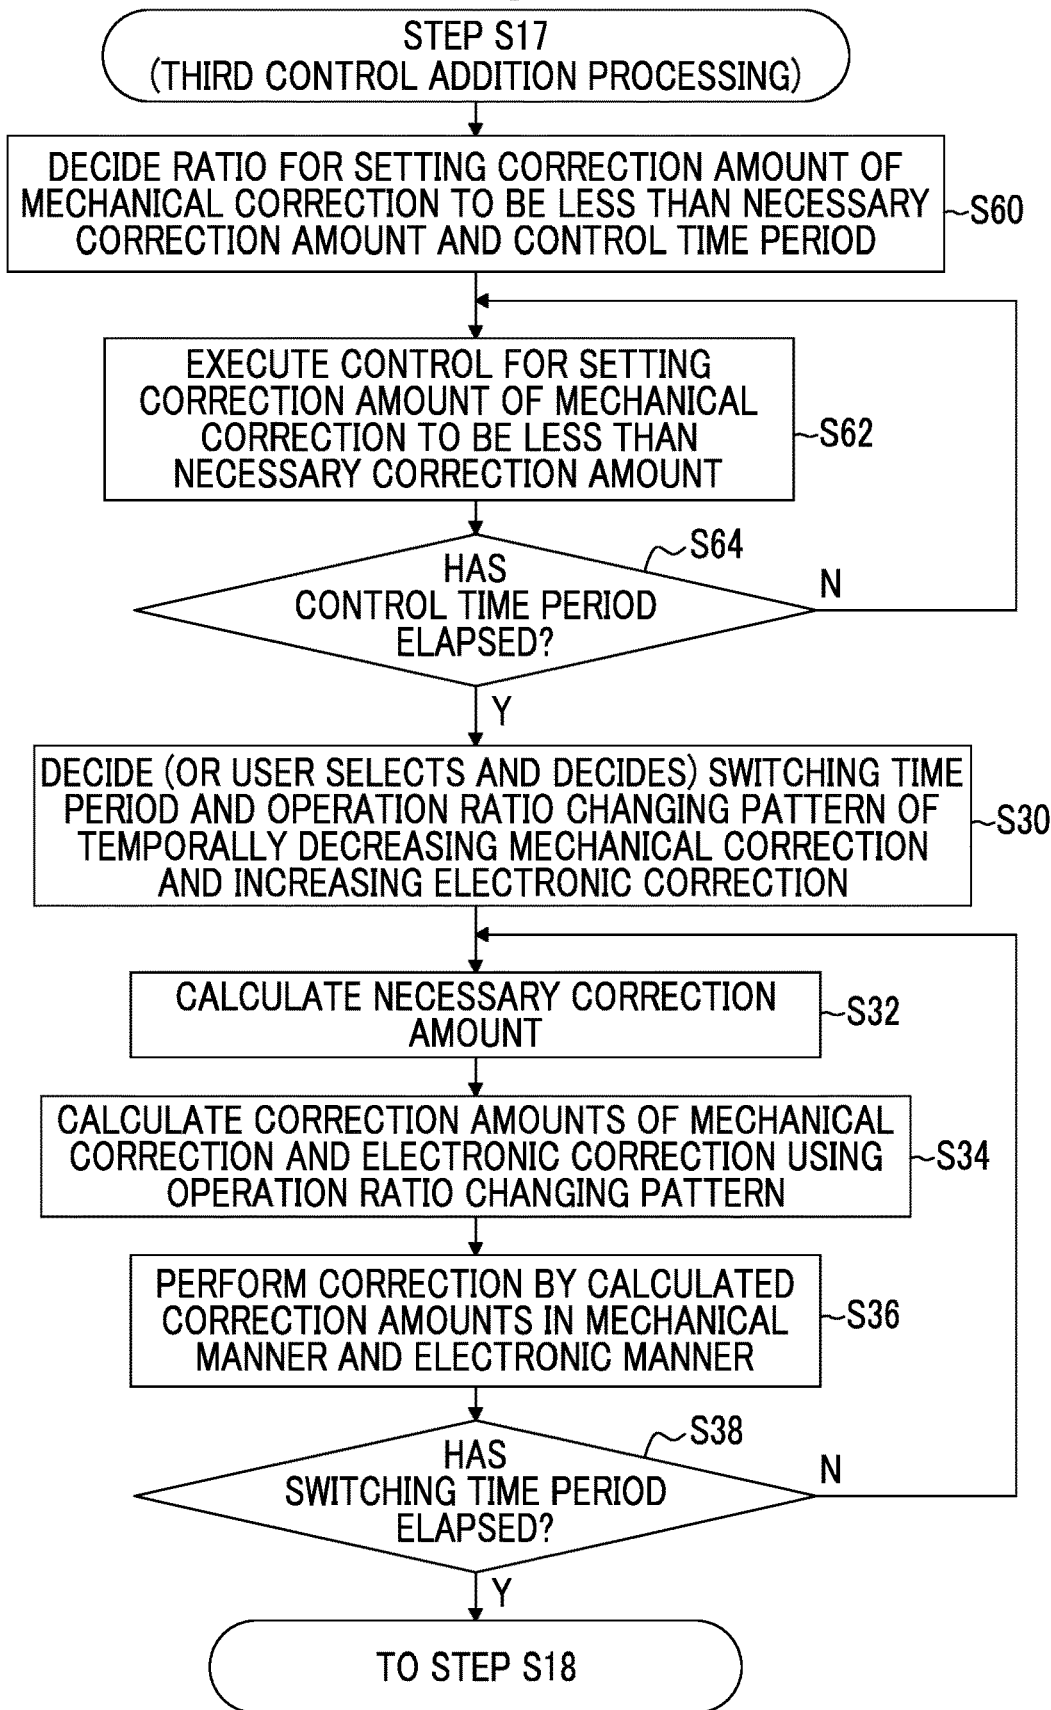 STEP S17
(THIRD CONTROL ADDITION PROCESSING)
DECIDE RATIO FOR SETTING CORRECTION AMOUNT OF
MECHANICAL CORRECTION TO BE LESS THAN NECESSARY
CORRECTION AMOUNT AND CONTROL TIME PERIOD
S60
EXECUTE CONTROL FOR SETTING
CORRECTION AMOUNT OF MECHANICAL
CORRECTION TO BE LESS THAN
NECESSARY CORRECTION AMOUNT
S62
S64
HAS
CONTROL TIME PERIOD
ELAPSED?
N
Y
DECIDE (OR USER SELECTS AND DECIDES) SWITCHING TIME
PERIOD AND OPERATION RATIO CHANGING PATTERN OF
TEMPORALLY DECREASING MECHANICAL CORRECTION
AND INCREASING ELECTRONIC CORRECTION
S30
CALCULATE NECESSARY CORRECTION
AMOUNT
S32
CALCULATE CORRECTION AMOUNTS OF MECHANICAL
CORRECTION AND ELECTRONIC CORRECTION USING
OPERATION RATIO CHANGING PATTERN
S34
PERFORM CORRECTION BY CALCULATED
CORRECTION AMOUNTS IN MECHANICAL
MANNER AND ELECTRONIC MANNER
S36
S38
HAS
SWITCHING TIME PERIOD
ELAPSED?
N
Y
TO STEP S18